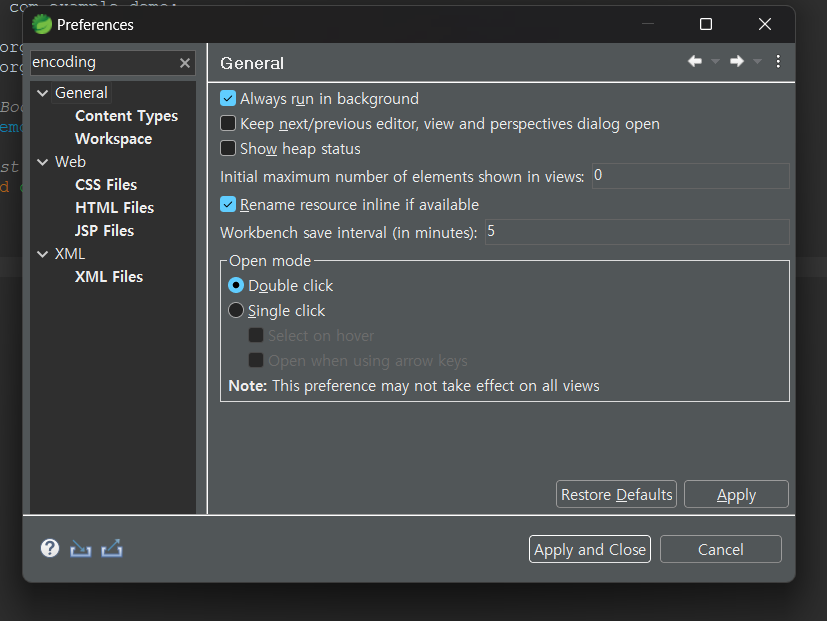 com.example.demo;
Preferences
encoding
General
General
Content Types
Workspace
Web
CSS Files
HTML Files
JSP Files
XML
XML Files
Always run in background
Keep next/previous editor, view and perspectives dialog open
Show heap status
Initial maximum number of elements shown in views: 0
Rename resource inline if available
Workbench save interval (in minutes): 5
Open mode
Double click
Single click
Select on hover
Open when using arrow keys
Note: This preference may not take effect on all views
Restore Defaults
Apply
Apply and Close
Cancel